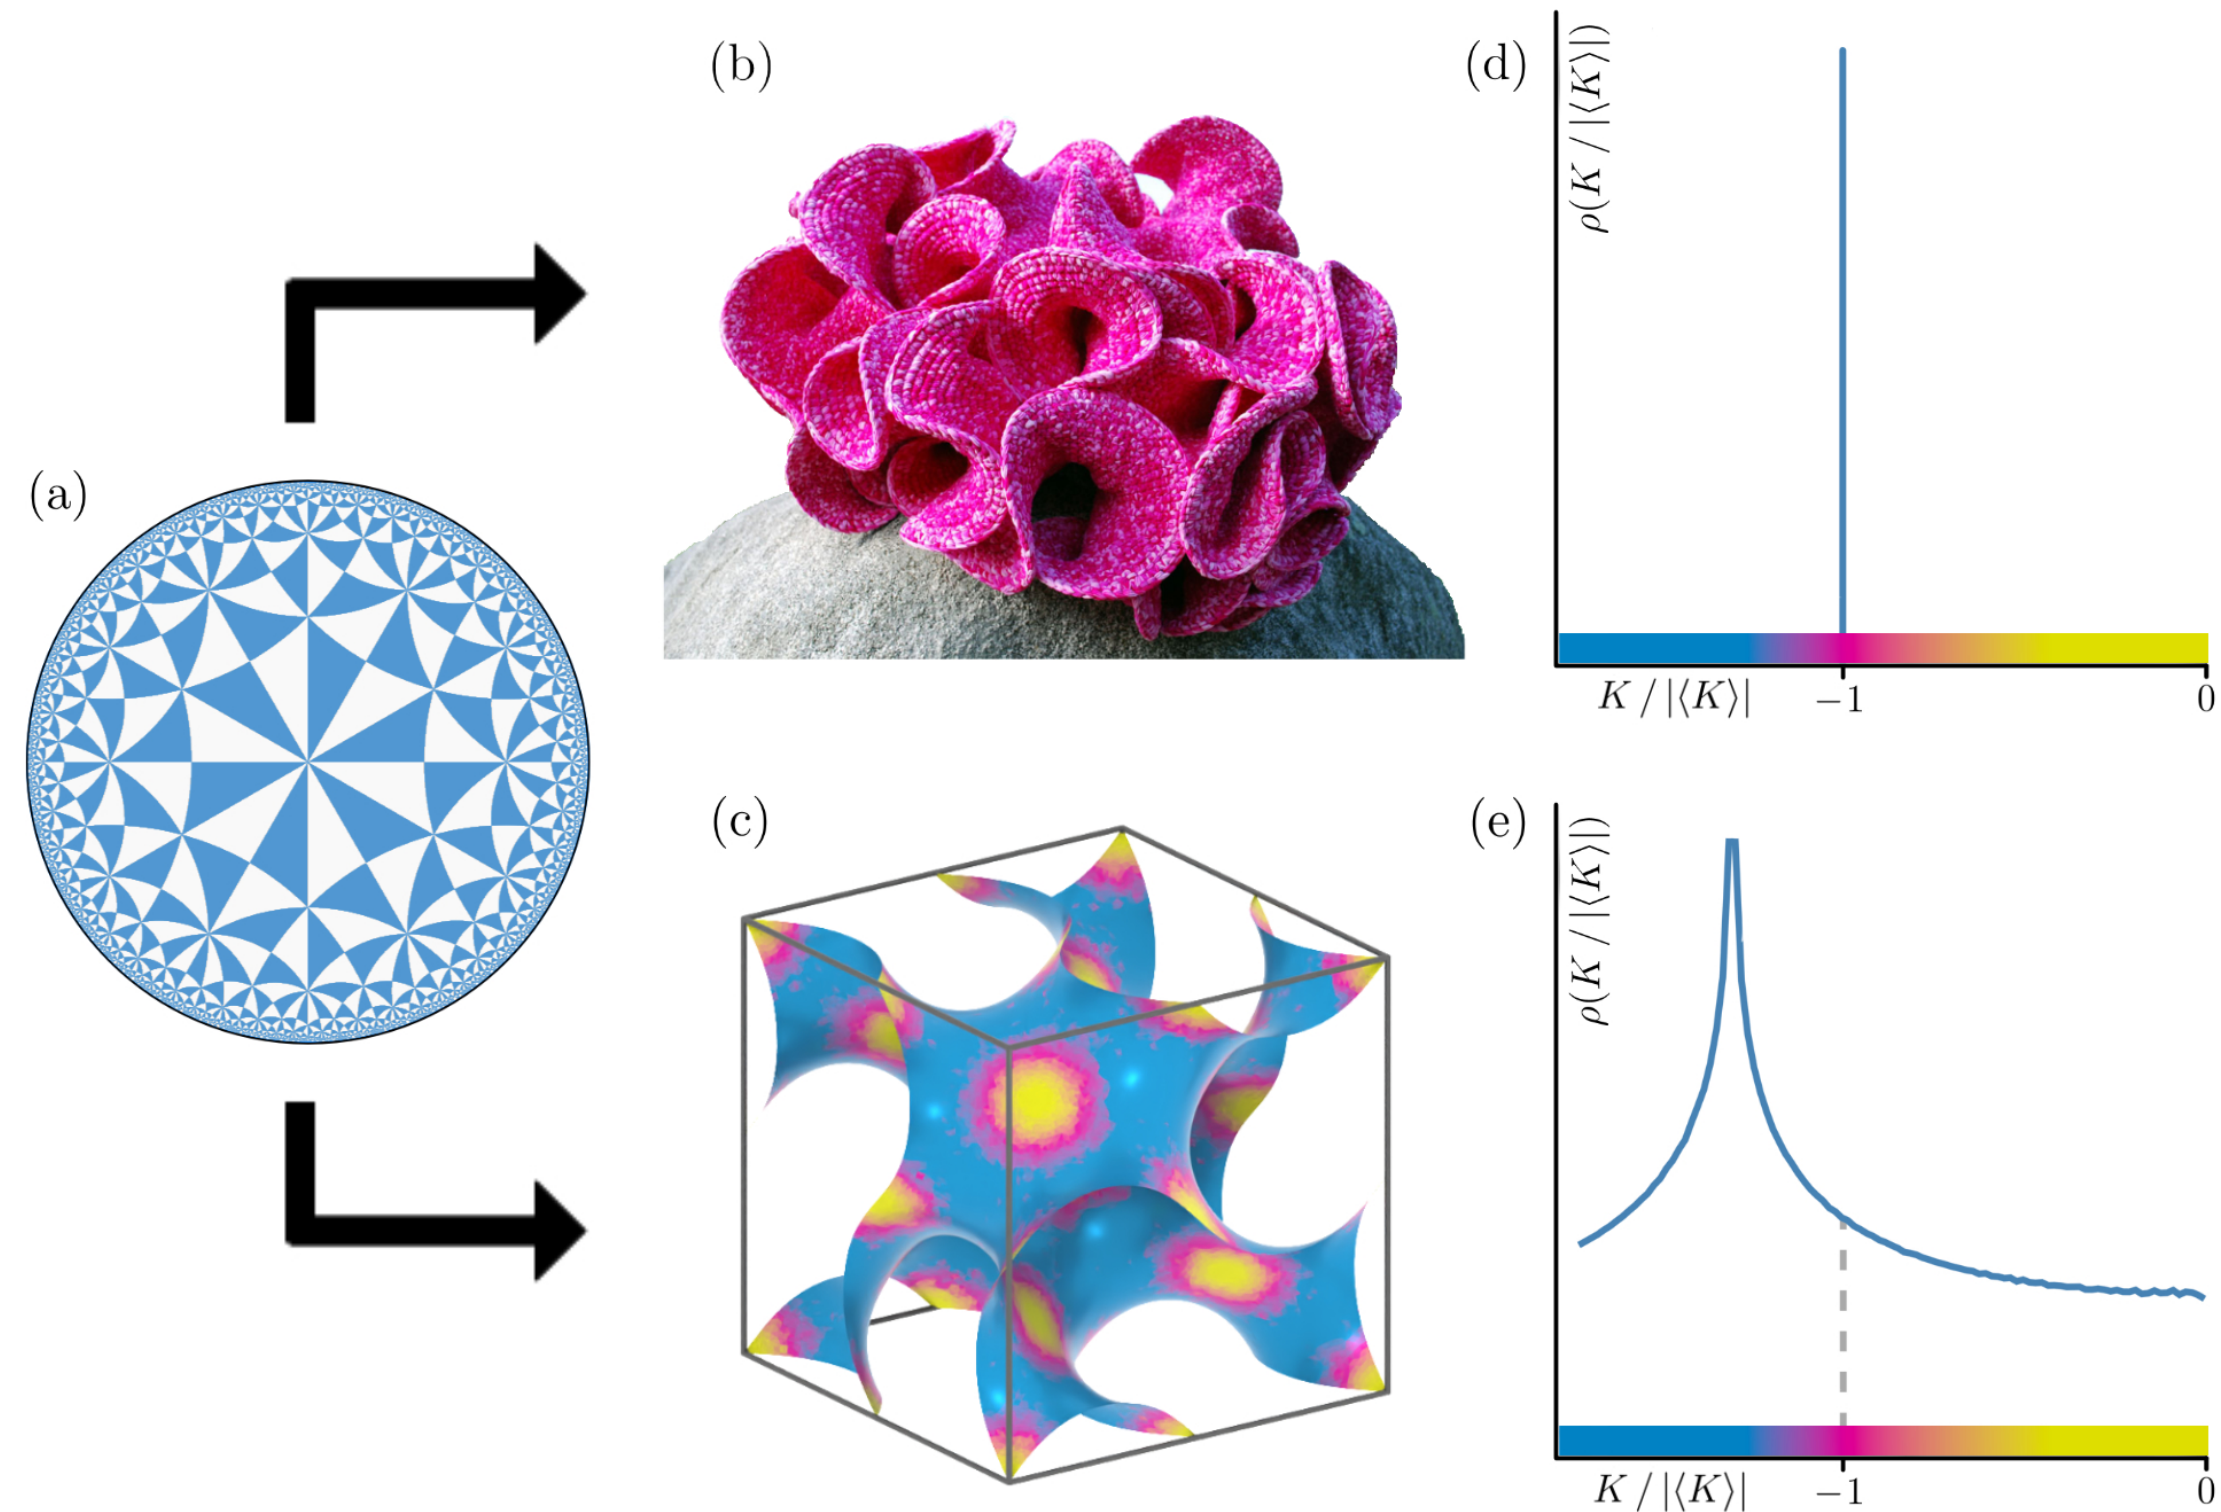 (a)
(b)
(c)
(d)
ρ(K / |⟨K⟩|)
K / |⟨K⟩|
−1
0
(e)
ρ(K / |⟨K⟩|)
K / |⟨K⟩|
−1
0